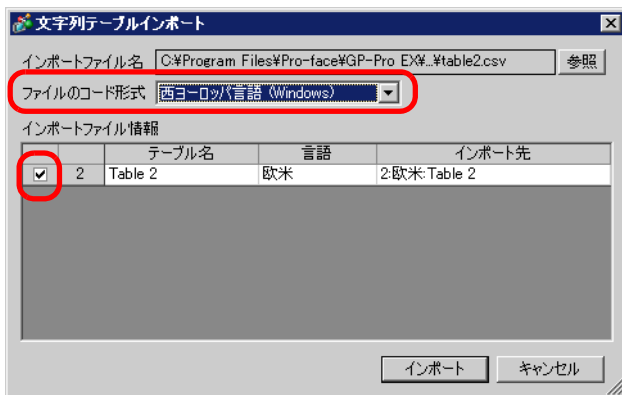 文字列テーブルインポート
インポートファイル名 C:¥Program Files¥Pro-face¥GP-Pro EX¥...¥table2.csv 参照
ファイルのコード形式 西ヨーロッパ言語 (Windows)
インポートファイル情報
テーブル名 言語 インポート先
2 Table 2 欧米 2:欧米:Table 2
インポート キャンセル